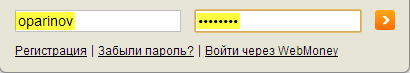 oparinov ••••••••
Регистрация | Забыли пароль? | Войти через WebMoney